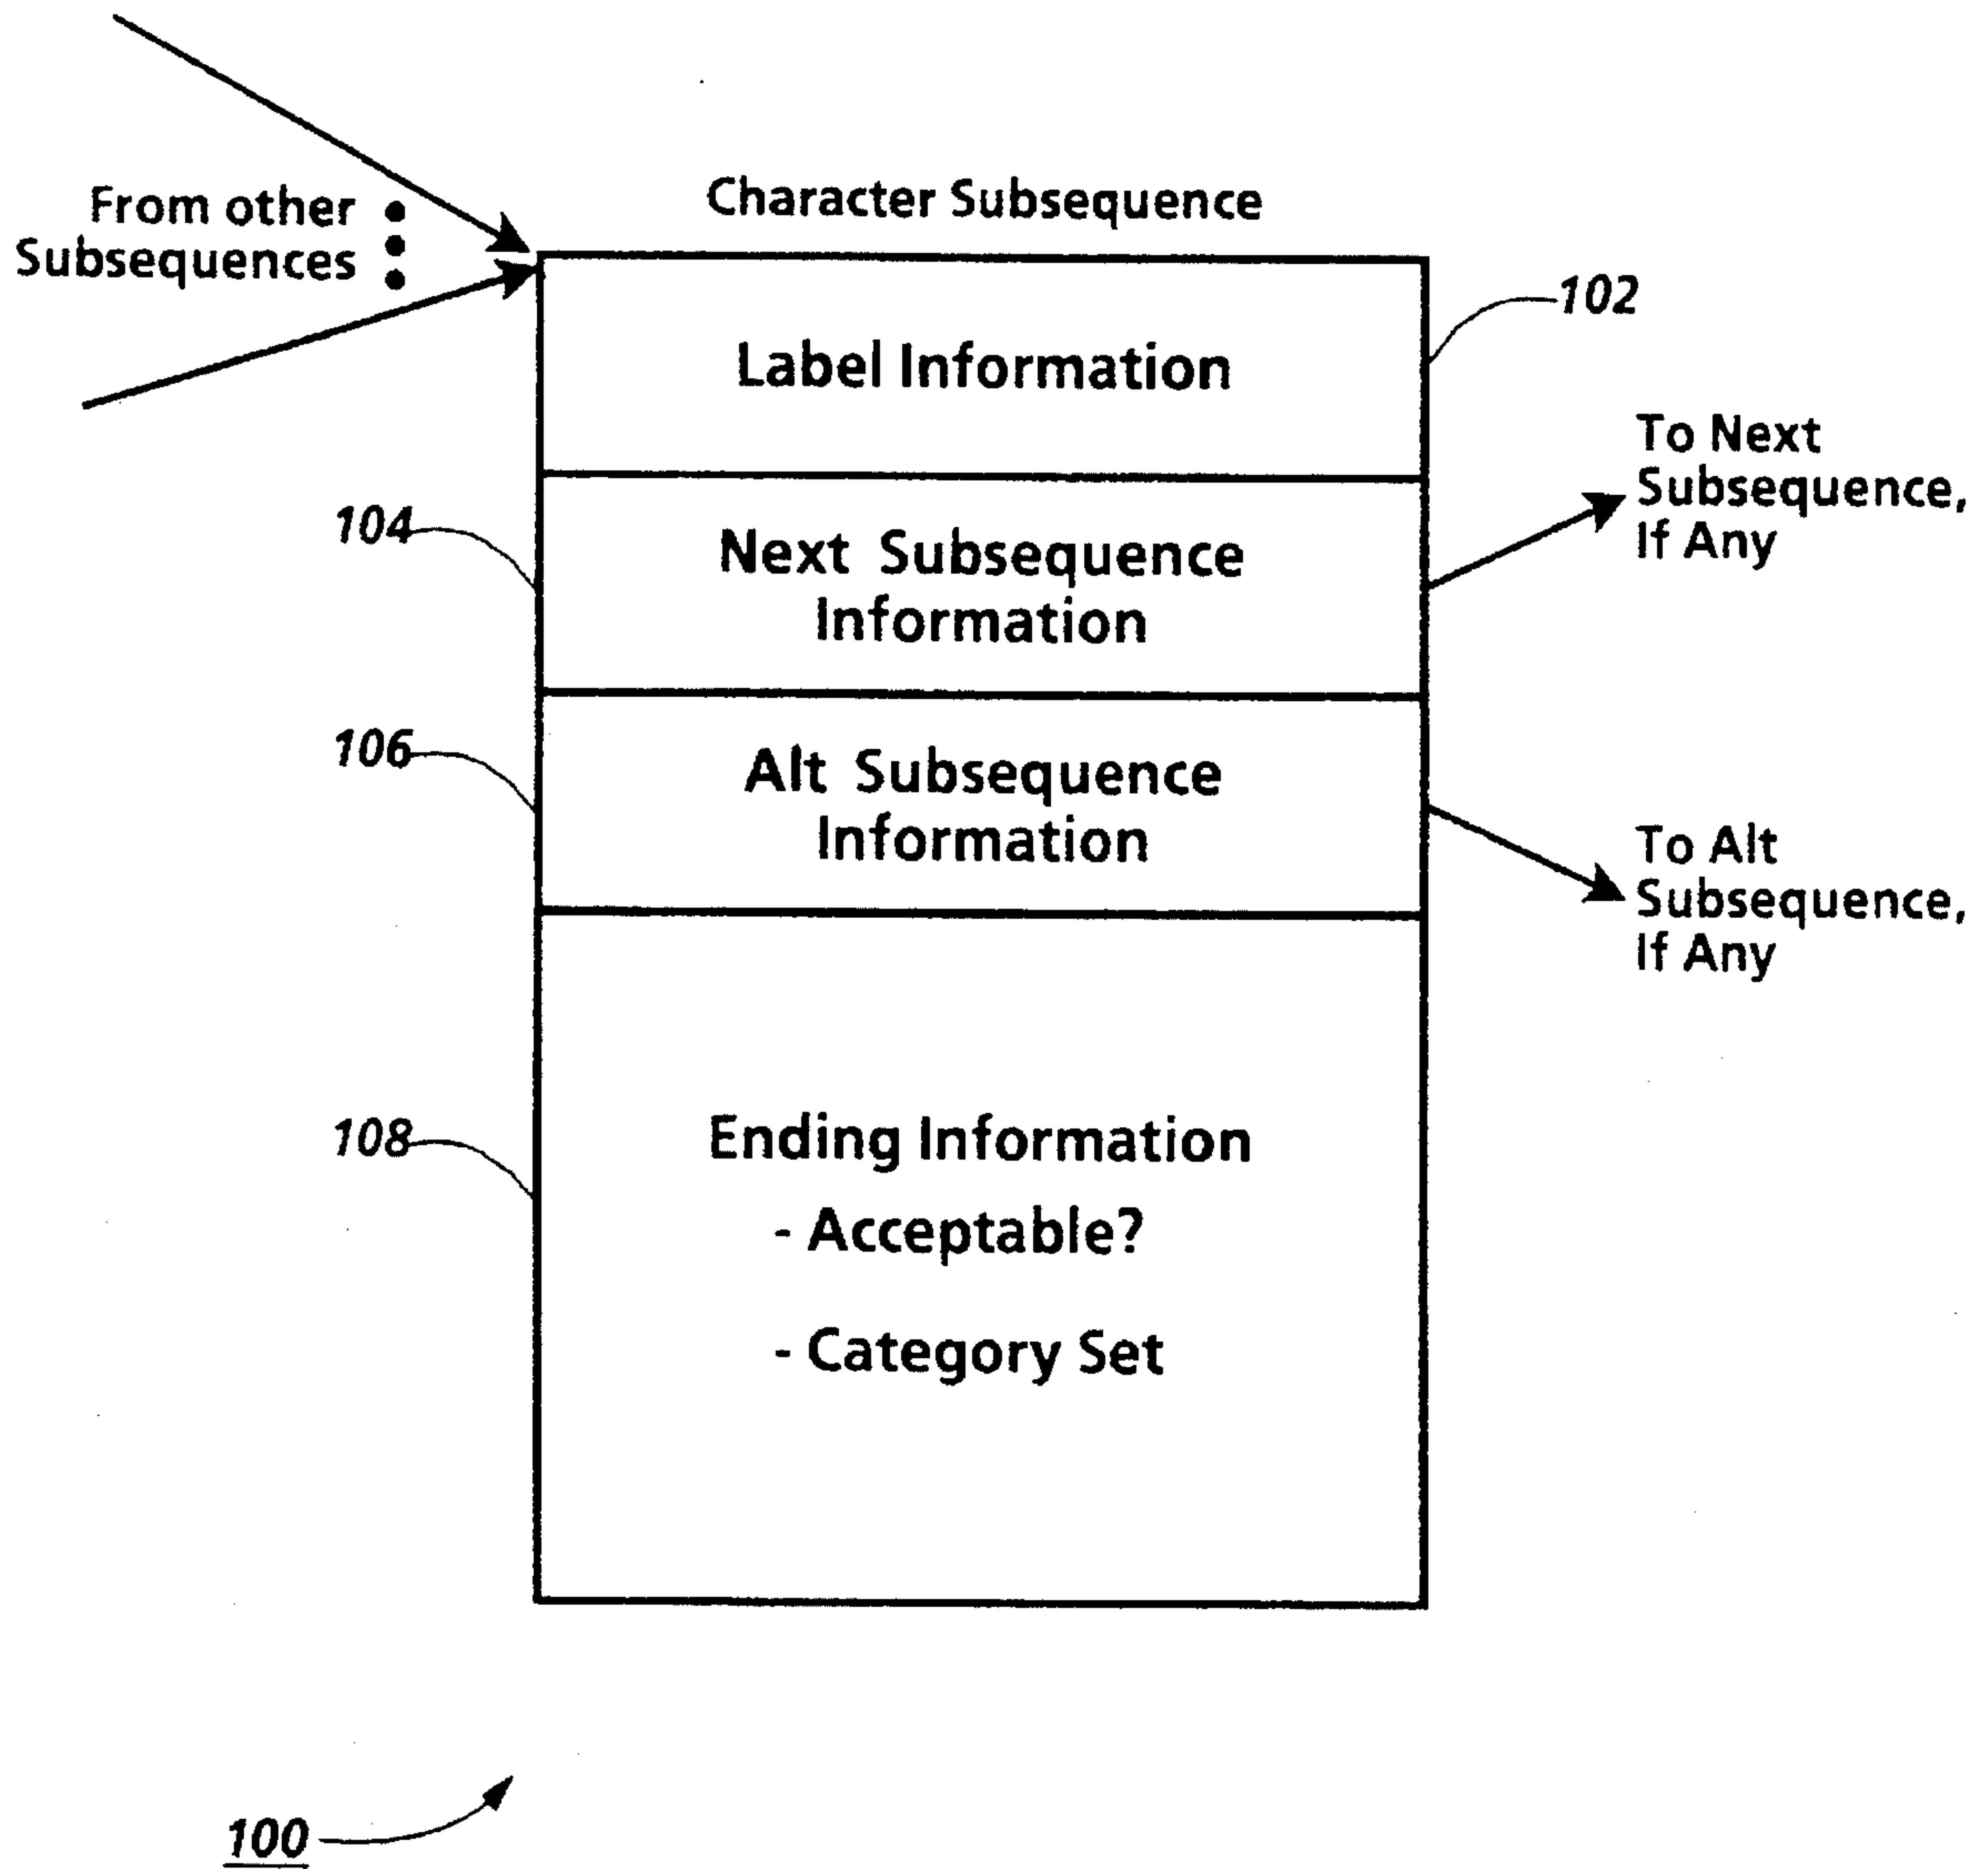 Character Subsequence
From other
Subsequences
102
Label Information
To Next
Subsequence,
If Any
104
Next Subsequence
Information
106
Alt Subsequence
Information
To Alt
Subsequence,
If Any
108
Ending Information
- Acceptable?
- Category Set
100